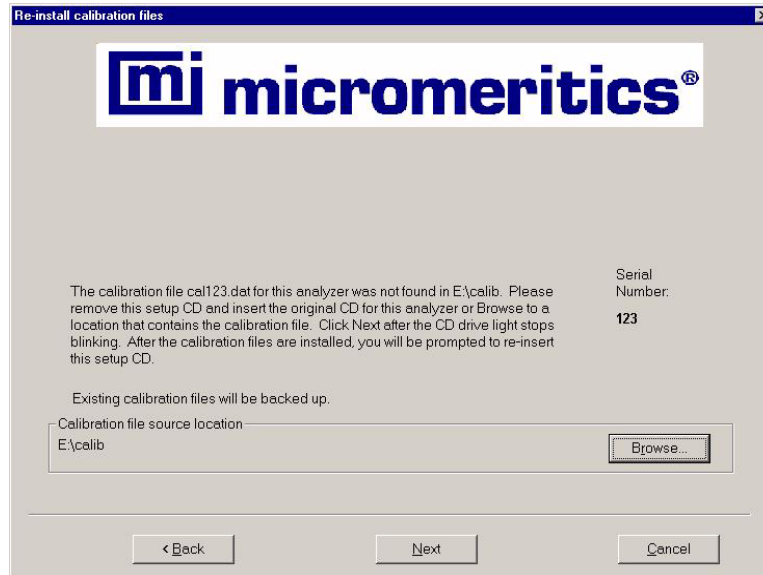 Re-install calibration files
mi micromeritics®
The calibration file cal123.dat for this analyzer was not found in E:\calib. Please
remove this setup CD and insert the original CD for this analyzer or Browse to a
location that contains the calibration file. Click Next after the CD drive light stops
blinking. After the calibration files are installed, you will be prompted to re-insert
this setup CD.
Serial
Number:
123
Existing calibration files will be backed up.
Calibration file source location
E:\calib
Browse...
< Back
Next
Cancel